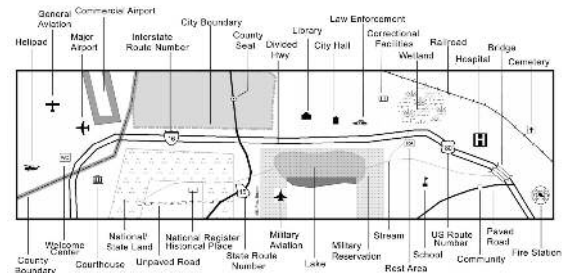 General
Aviation
Commercial Airport
Helipad
Major
Airport
Interstate
Route Number
City Boundary
County
Seal
Divided
Hwy
Library
City Hall
Law Enforcement
Correctional
Facilities
Wetland
Railroad
Hospital
Bridge
Cemetery
16
80
H
County
Boundary
Welcome
Center
Courthouse
National/
State Land
Unpaved Road
National Register
Historical Place
State Route
Number
Military
Aviation
Lake
Military
Reservation
Stream
Rest Area
School
US Route
Number
Community
Paved
Road
Fire Station